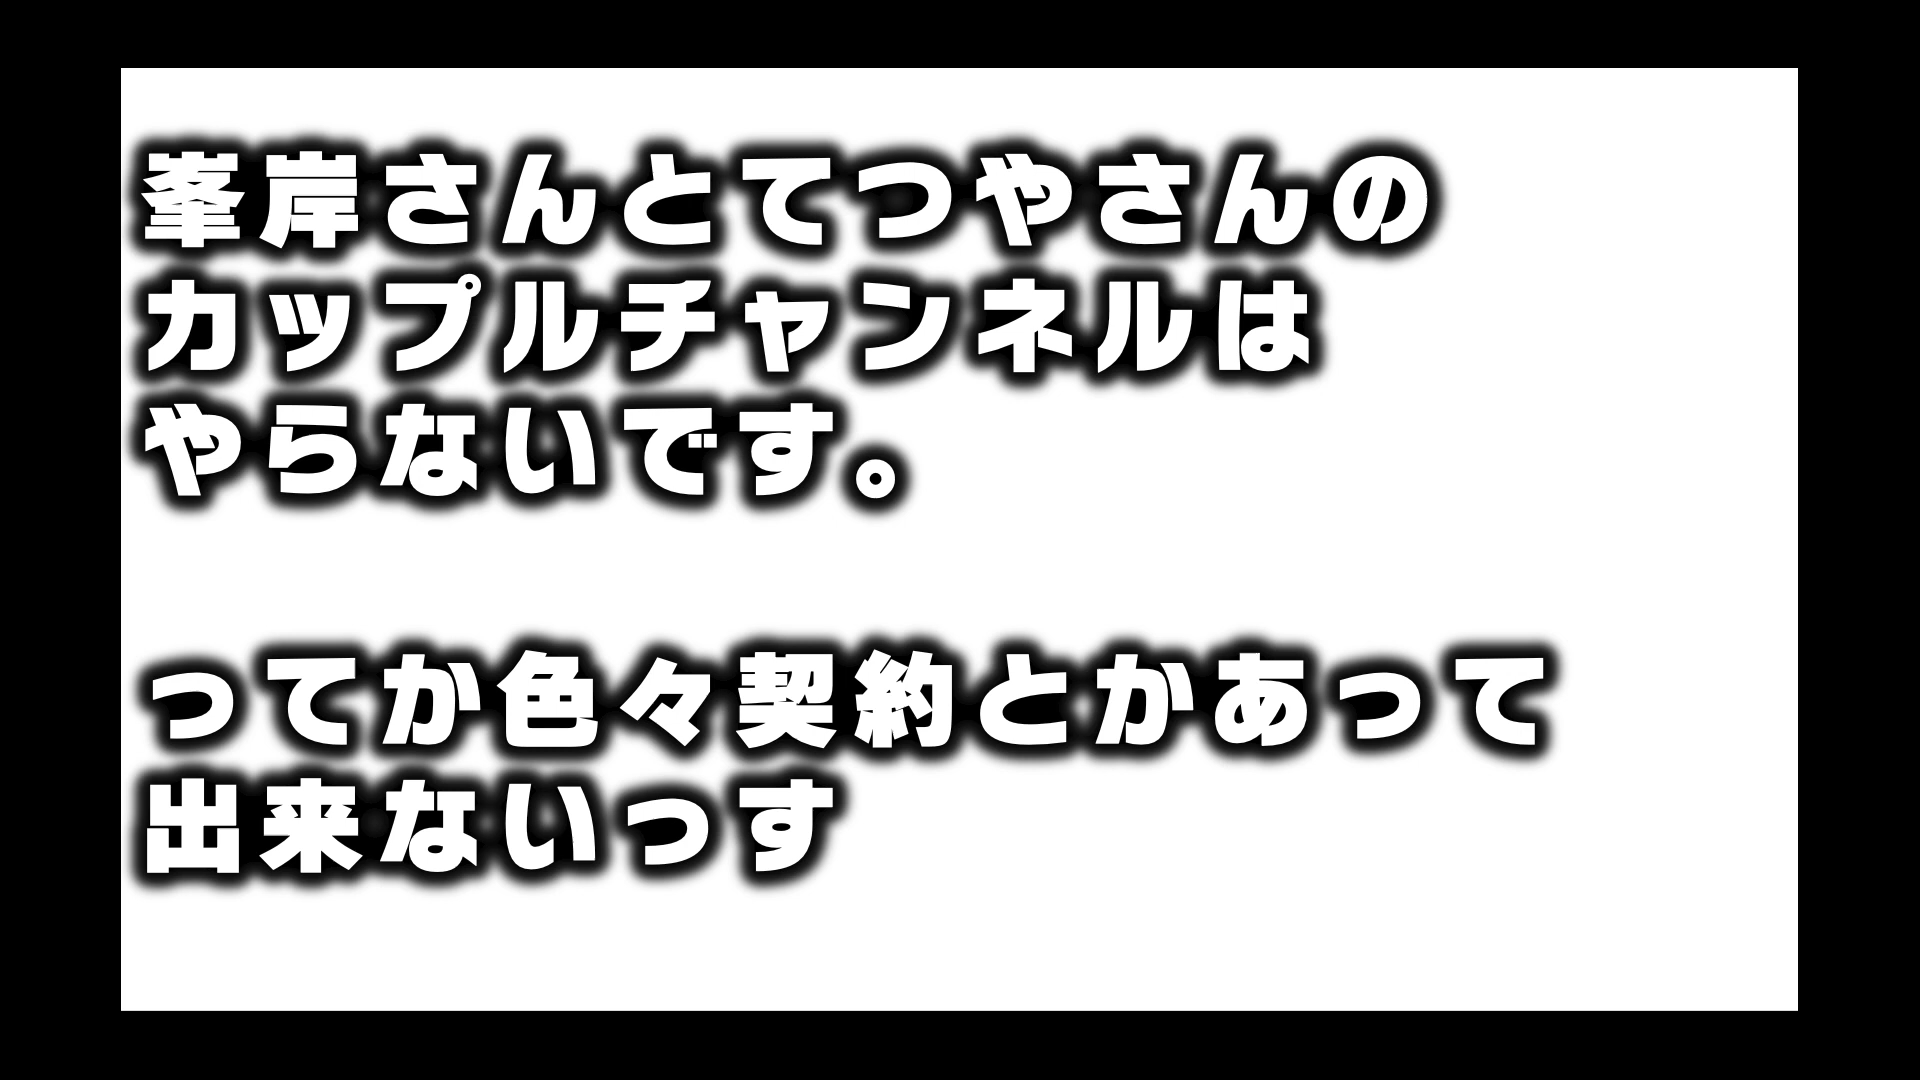 峯岸さんとてつやさんの
カップルチャンネルは
やらないです。
ってか色々契約とかあって
出来ないっす